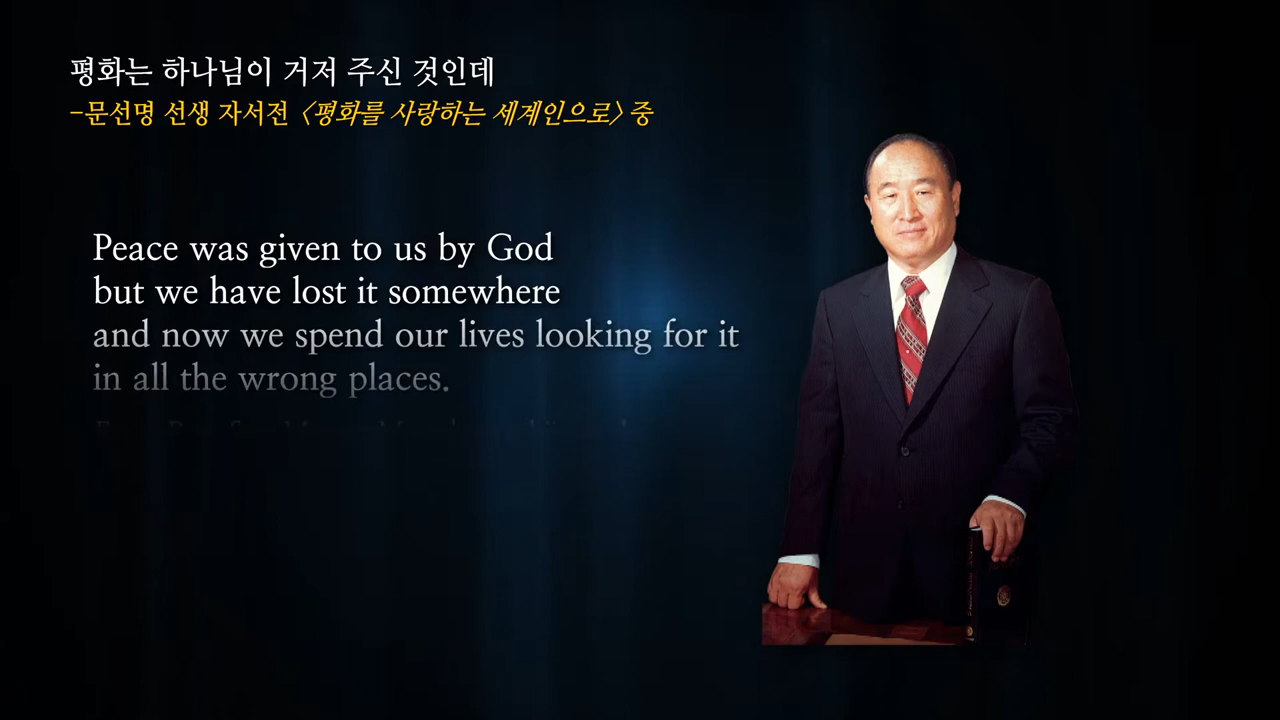 평화는 하나님이 거저 주신 것인데
-문선명 선생 자서전 <평화를 사랑하는 세계인으로> 중
Peace was given to us by God
but we have lost it somewhere
and now we spend our lives looking for it
in all the wrong places.